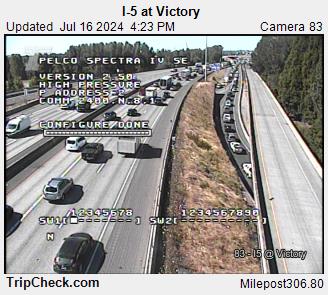 I-5 at Victory
Updated Jul 16 2024 4:23 PM Camera 83
PELCO SPECTRA IV SE
VERSION 2.50
HIGH PRESSURE
P ADDRESS2
COMM 2400,N,8,1
CONFIGURE DONE
12345678 1234567890
SW1[ ] SW2[ ]
N
83 - I5 @ Victory
TripCheck.com Milepost306.80